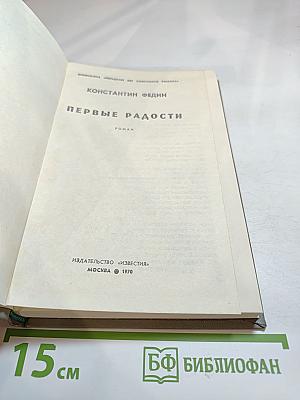 КОНСТАНТИН ФЕДИН
ПЕРВЫЕ РАДОСТИ
РОМАН
ИЗДАТЕЛЬСТВО «ИЗВЕСТИЯ»
МОСКВА 1970
15 см
БФ БИБЛИОФАН